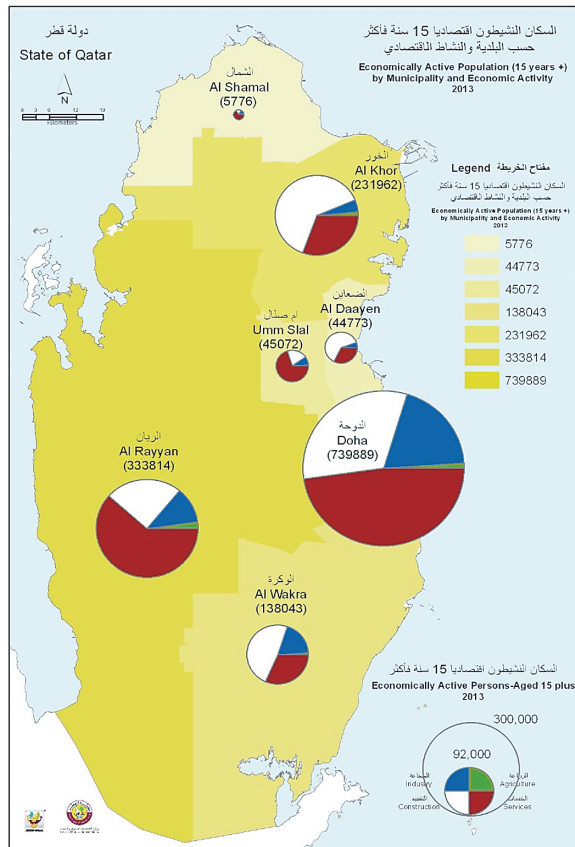 دولة قطر
State of Qatar
N
Kilometers
السكان النشيطون اقتصاديا 15 سنة فأكثر
حسب البلدية والنشاط الاقتصادي
Economically Active Population (15 years +)
by Municipality and Economic Activity
2013
الشمال
Al Shamal
(5776)
الخور
Al Khor
(231962)
Legend مفتاح الخريطة
السكان النشيطون اقتصاديا 15 سنة فأكثر
حسب البلدية والنشاط الاقتصادي
Economically Active Population (15 years +)
by Municipality and Economic Activity
2013
5776
44773
45072
138043
231962
333814
739889
الضعاين
Al Daayen
(44773)
ام صلال
Umm Slal
(45072)
الدوحة
Doha
(739889)
الريان
Al Rayyan
(333814)
الوكرة
Al Wakra
(138043)
السكان النشيطون اقتصاديا 15 سنة فأكثر
Economically Active Persons-Aged 15 plus
2013
300,000
92,000
الصناعة
Industry
الزراعة
Agriculture
التشييد
Construction
الخدمات
Services